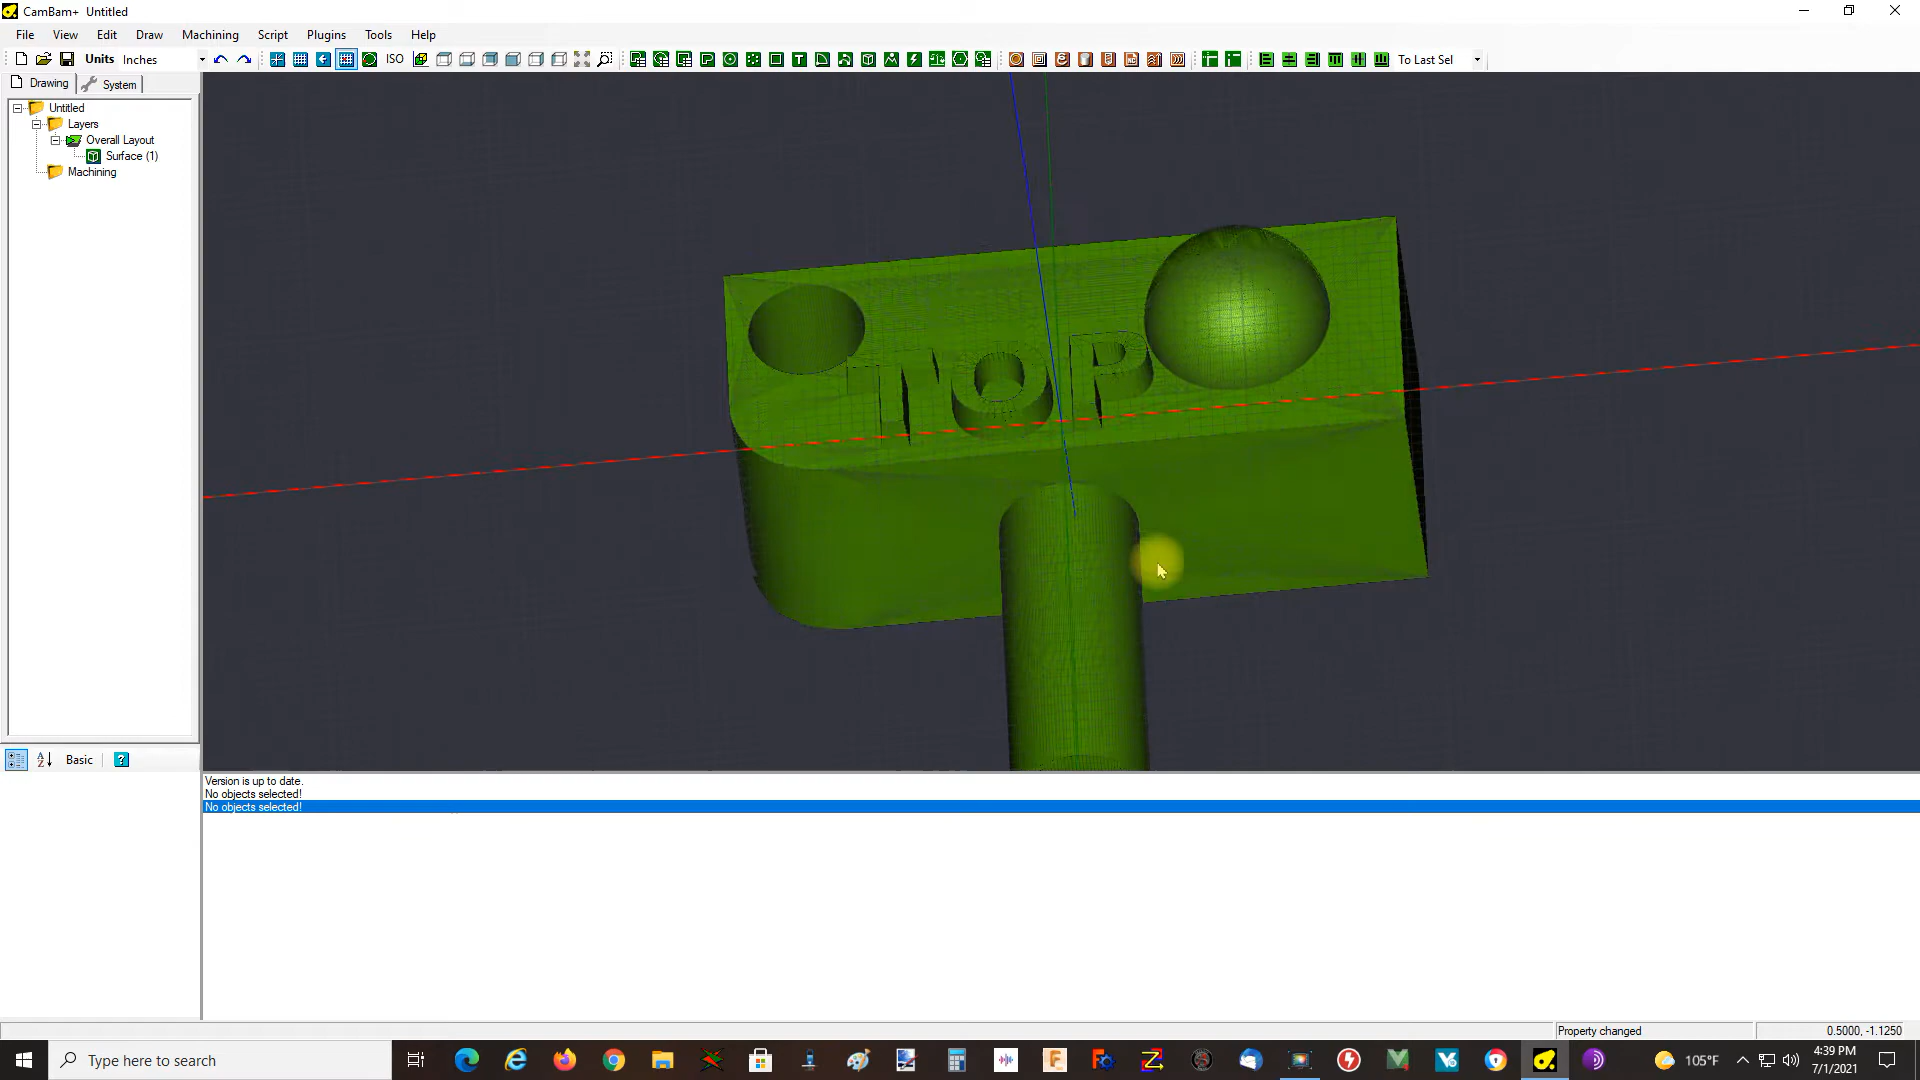 CamBam+ Untitled
File View Edit Draw Machining Script Plugins Tools Help
Units Inches ISO To Last Sel
Drawing System
Untitled
Layers
Overall Layout
Surface (1)
Machining
TOP
Basic
Version is up to date.
No objects selected!
No objects selected!
Property changed 0.5000, -1.1250
Type here to search
105°F
4:39 PM
7/1/2021